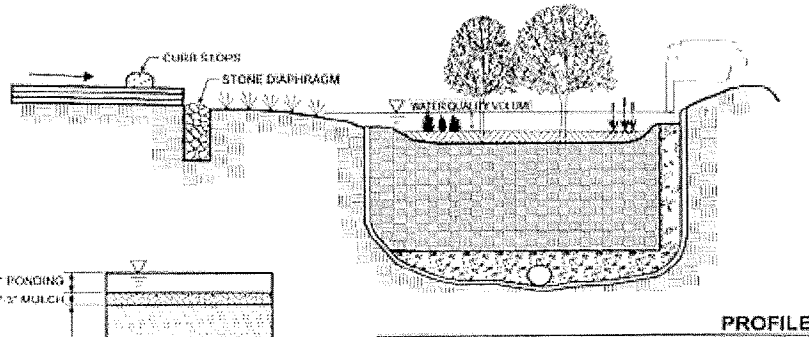 CURB STOPS
STONE DIAPHRAGM
WATER QUALITY VOLUME
" PONDING
" MULCH
PROFILE